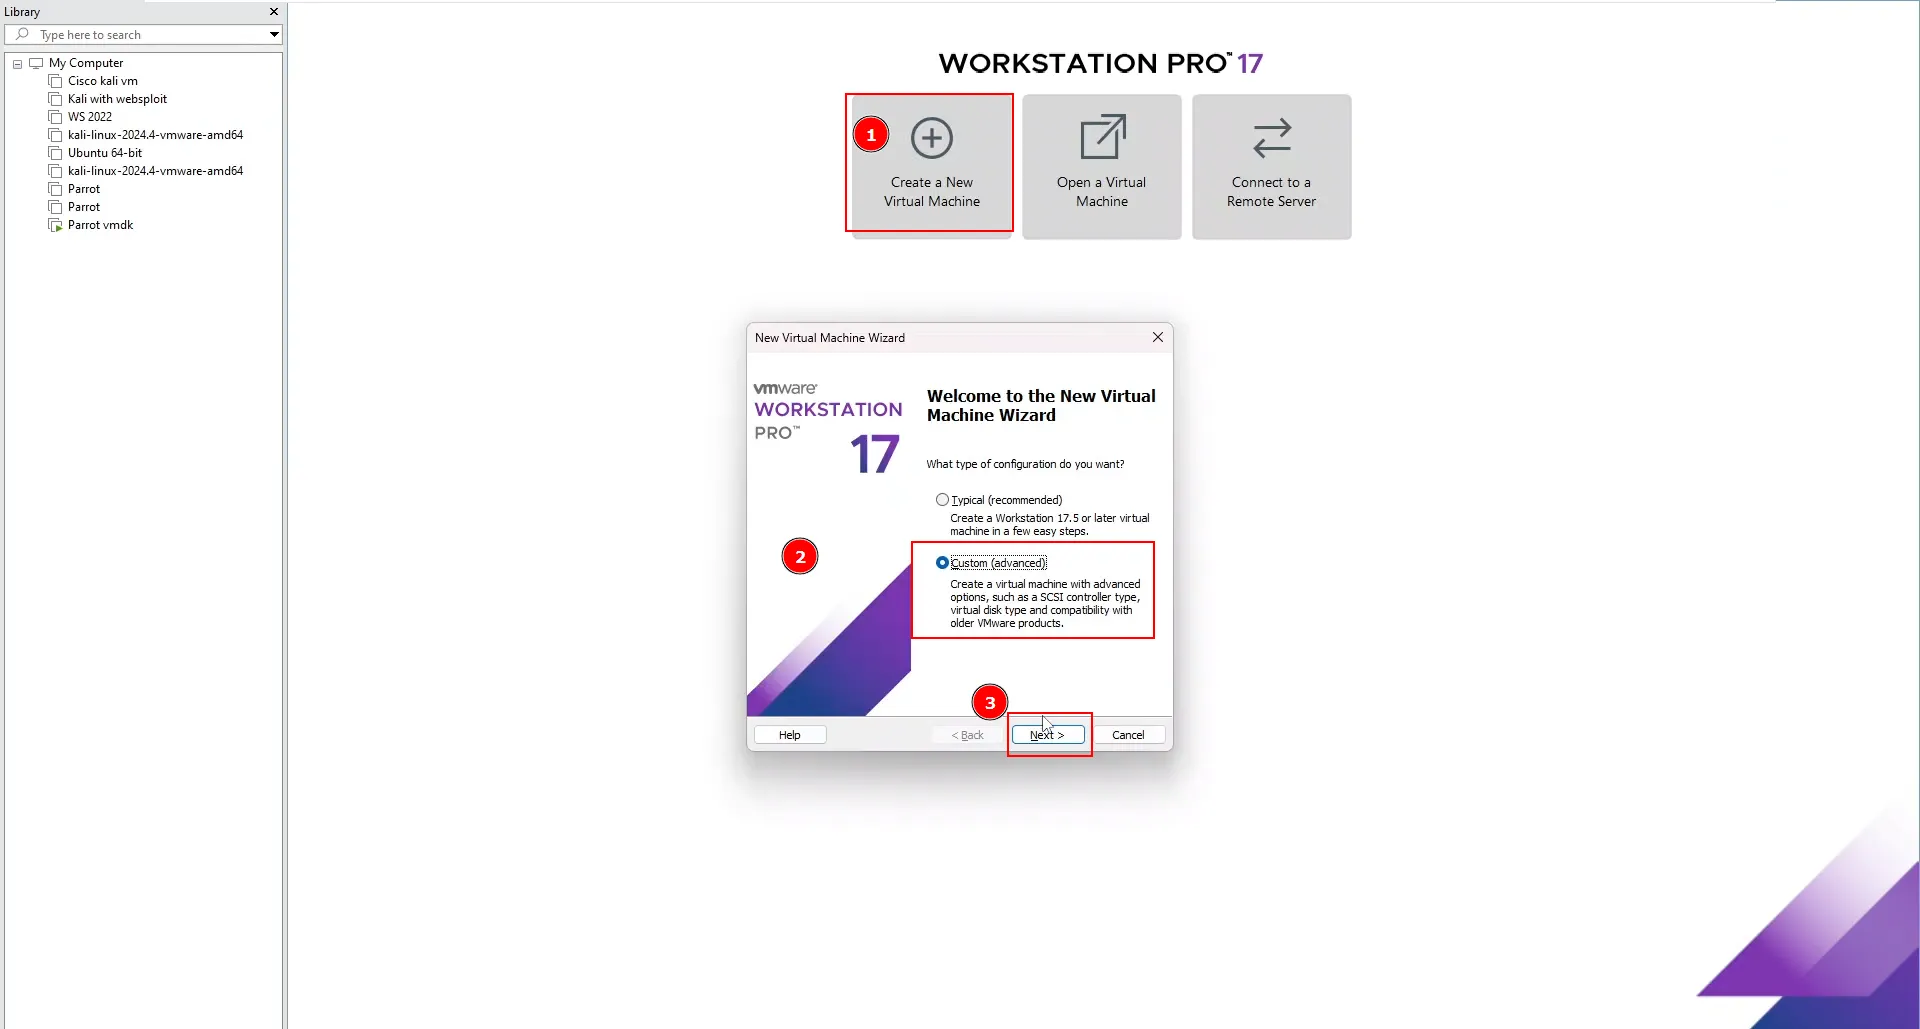 Library
Type here to search
My Computer
Cisco kali vm
Kali with websploit
WS 2022
kali-linux-2024.4-vmware-amd64
Ubuntu 64-bit
kali-linux-2024.4-vmware-amd64
Parrot
Parrot
Parrot vmdk
WORKSTATION PRO™ 17
1
Create a New
Virtual Machine
Open a Virtual
Machine
Connect to a
Remote Server
New Virtual Machine Wizard
vmware®
WORKSTATION
PRO™
17
Welcome to the New Virtual
Machine Wizard
What type of configuration do you want?
Typical (recommended)
Create a Workstation 17.5 or later virtual
machine in a few easy steps.
2
Custom (advanced)
Create a virtual machine with advanced
options, such as a SCSI controller type,
virtual disk type and compatibility with
older VMware products.
3
Help
< Back
Next >
Cancel